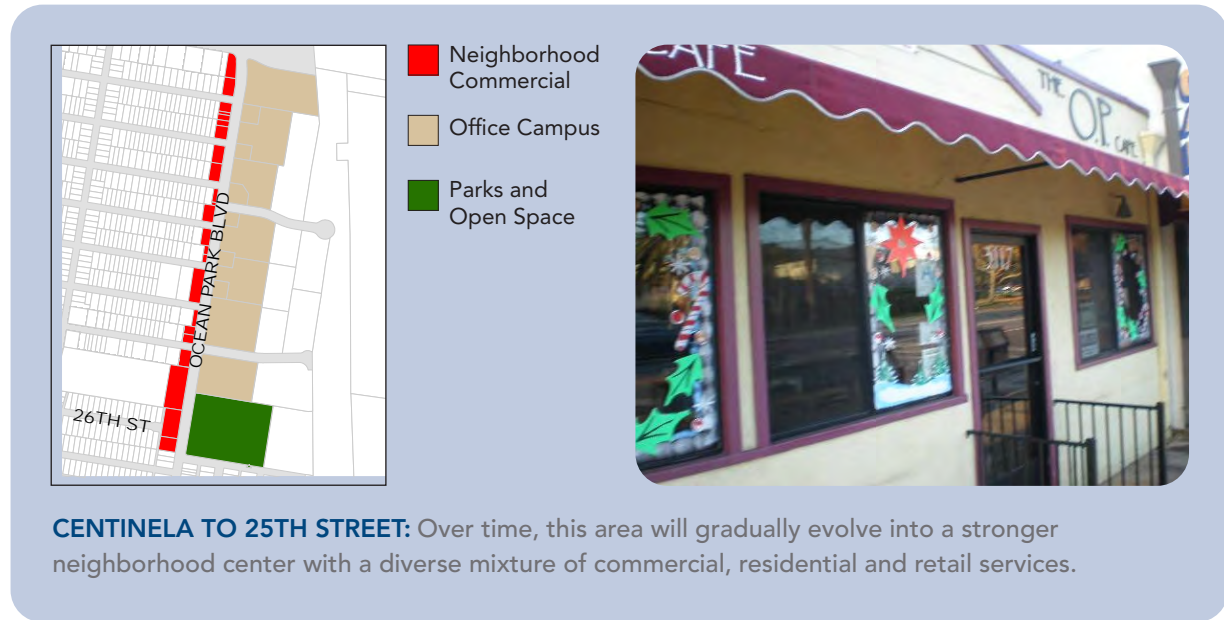 Neighborhood
Commercial
Office Campus
Parks and
Open Space
OCEAN PARK BLVD
26TH ST
CAFE
THE O.P. CAFE
3117
CENTINELA TO 25TH STREET: Over time, this area will gradually evolve into a stronger
neighborhood center with a diverse mixture of commercial, residential and retail services.